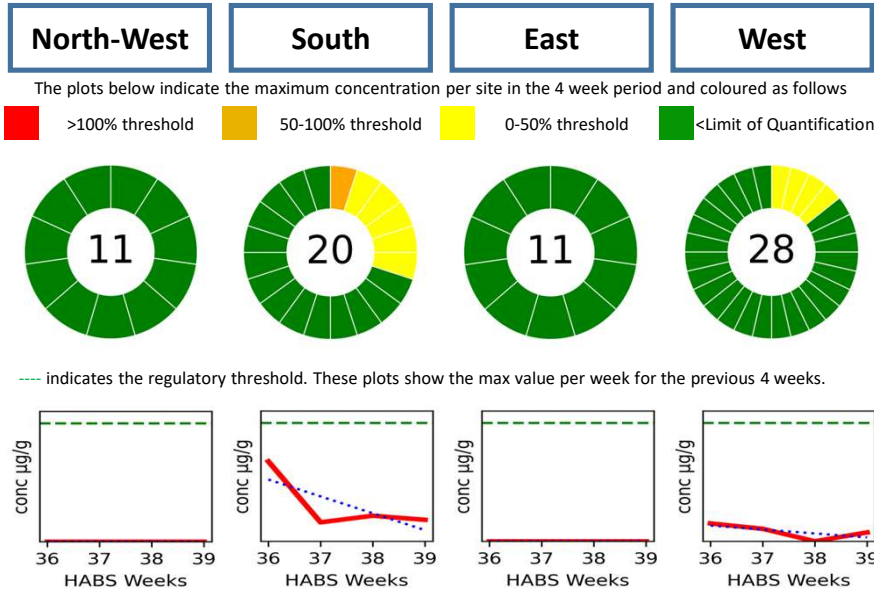 North-West South East West
The plots below indicate the maximum concentration per site in the 4 week period and coloured as follows
>100% threshold 50-100% threshold 0-50% threshold <Limit of Quantification
11 20 11 28
---- indicates the regulatory threshold. These plots show the max value per week for the previous 4 weeks.
conc µg/g conc µg/g conc µg/g conc µg/g
36 37 38 39 36 37 38 39 36 37 38 39 36 37 38 39
HABS Weeks HABS Weeks HABS Weeks HABS Weeks